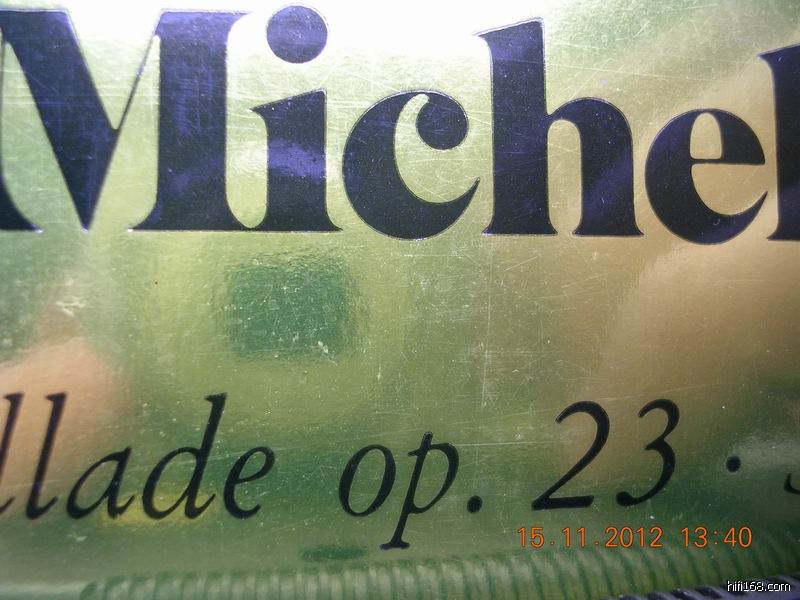 Michel
llade op. 23 ·
15.11.2012 13:40
hifi168.com